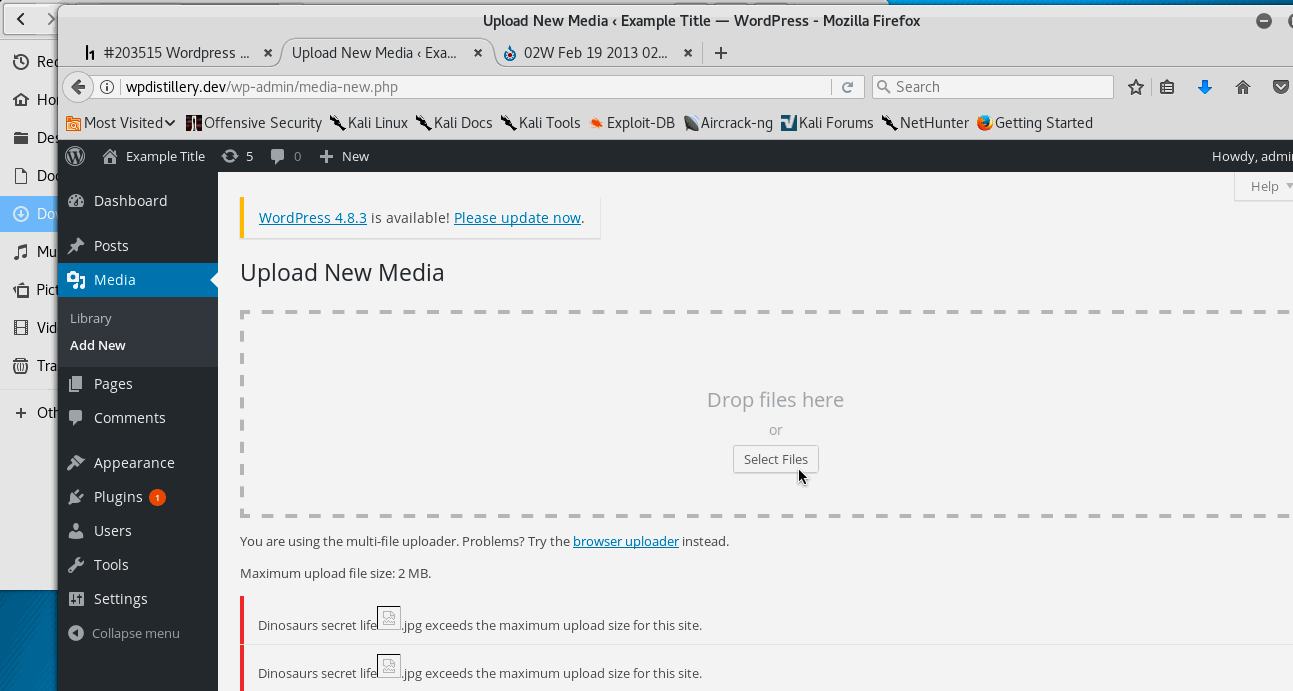 Upload New Media ‹ Example Title — WordPress - Mozilla Firefox
#203515 Wordpress ...
Upload New Media ‹ Exa...
02W Feb 19 2013 02...
wpdistillery.dev/wp-admin/media-new.php
Search
Most Visited
Offensive Security
Kali Linux
Kali Docs
Kali Tools
Exploit-DB
Aircrack-ng
Kali Forums
NetHunter
Getting Started
Rec
Ho
Des
Doc
Do
Mu
Pict
Vid
Tra
Oth
Example Title
5
0
New
Howdy, admi
Help
Dashboard
Posts
Media
Library
Add New
Pages
Comments
Appearance
Plugins 1
Users
Tools
Settings
Collapse menu
WordPress 4.8.3 is available! Please update now.
Upload New Media
Drop files here
or
Select Files
You are using the multi-file uploader. Problems? Try the browser uploader instead.
Maximum upload file size: 2 MB.
Dinosaurs secret life.jpg exceeds the maximum upload size for this site.
Dinosaurs secret life.jpg exceeds the maximum upload size for this site.